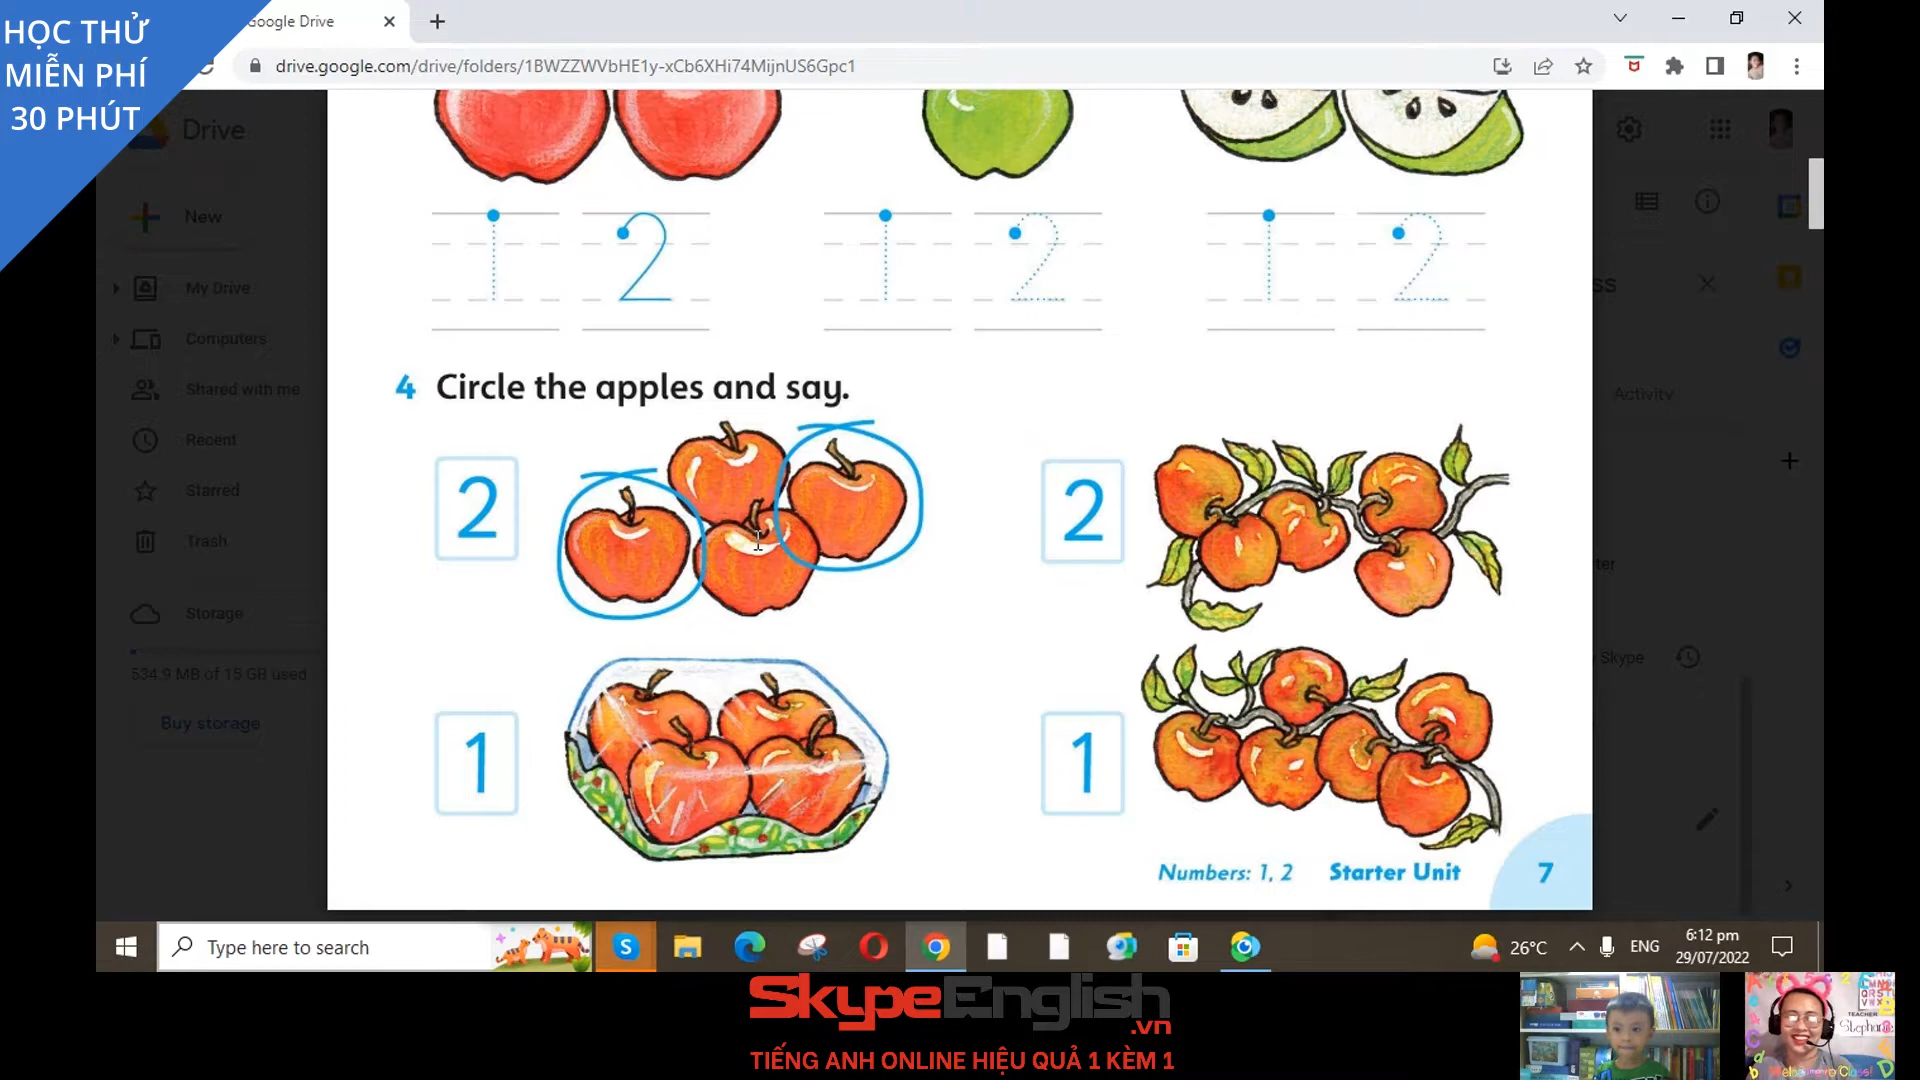 HỌC THỬ
MIỄN PHÍ
30 PHÚT
Google Drive
drive.google.com/drive/folders/1BWZZWVbHE1y-xCb6XHi74MijnUS6Gpc1
Drive
New
My Drive
Computers
Shared with me
Recent
Starred
Trash
Storage
534.9 MB of 15 GB used
Buy storage
Activity
Skype
1 2 1 2 1 2
4 Circle the apples and say.
2 2
1 1
Numbers: 1, 2 Starter Unit 7
Type here to search
26°C
ENG
6:12 pm
29/07/2022
SkypeEnglish
.vn
TIẾNG ANH ONLINE HIỆU QUẢ 1 KÈM 1
TEACHER
Stephanie